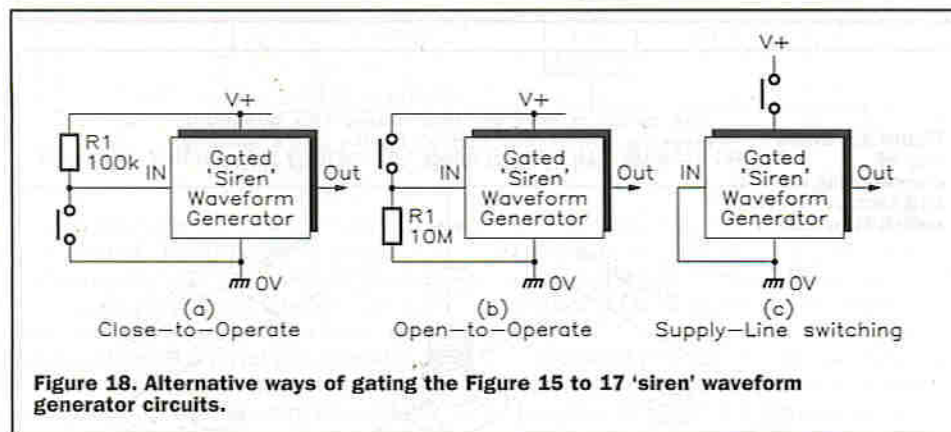 V+
R1
100k
IN
Gated
'Siren'
Waveform
Generator
Out
0V
(a)
Close-to-Operate
V+
IN
R1
10M
Gated
'Siren'
Waveform
Generator
Out
0V
(b)
Open-to-Operate
V+
IN
Gated
'Siren'
Waveform
Generator
Out
0V
(c)
Supply-Line switching
Figure 18. Alternative ways of gating the Figure 15 to 17 'siren' waveform
generator circuits.